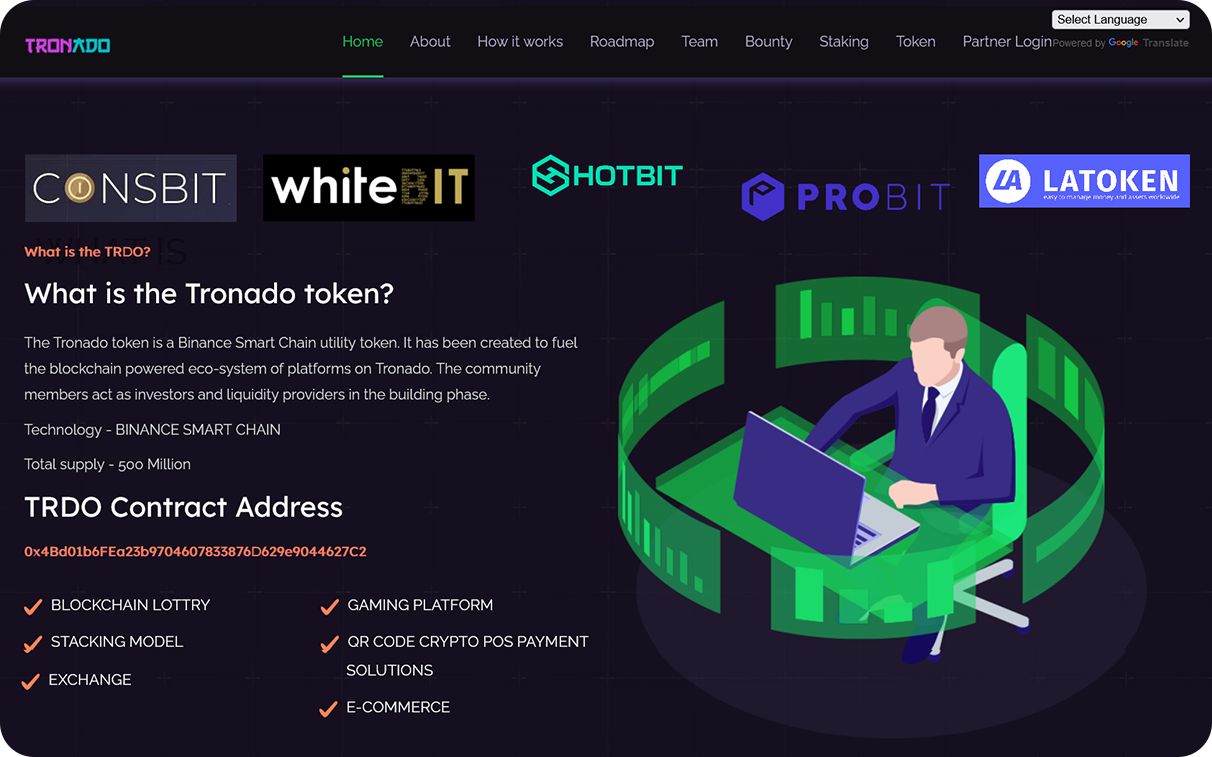 TRONADO
Home
About
How it works
Roadmap
Team
Bounty
Staking
Token
Partner Login
Select Language
Powered by Google Translate
CONSBIT
whiteBIT
HOTBIT
PROBIT
LATOKEN
easy to manage money and assets worldwide
WHAT IS
What is the TRDO?
What is the Tronado token?
The Tronado token is a Binance Smart Chain utility token. It has been created to fuel
the blockchain powered eco-system of platforms on Tronado. The community
members act as investors and liquidity providers in the building phase.
Technology - BINANCE SMART CHAIN
Total supply - 500 Million
TRDO Contract Address
0x4Bd01b6FEa23b9704607833876D629e9044627C2
BLOCKCHAIN LOTTRY
GAMING PLATFORM
STACKING MODEL
QR CODE CRYPTO POS PAYMENT
SOLUTIONS
EXCHANGE
E-COMMERCE